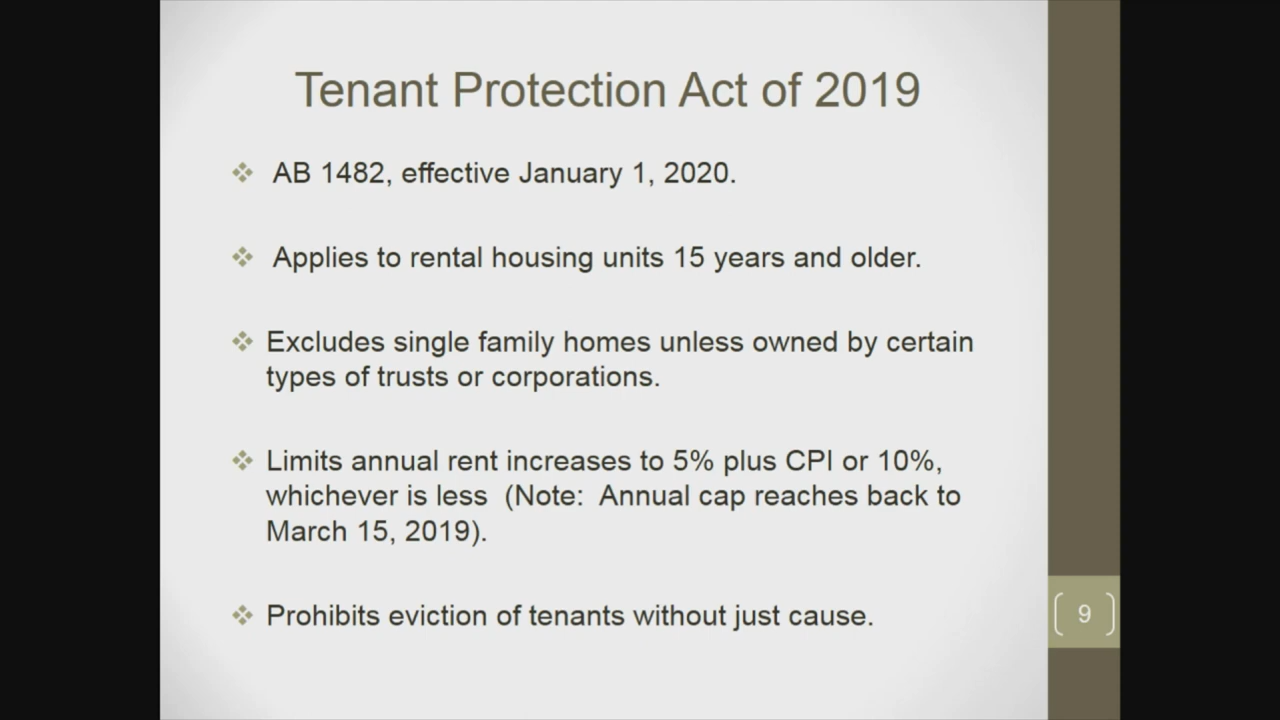 Tenant Protection Act of 2019
AB 1482, effective January 1, 2020.
Applies to rental housing units 15 years and older.
Excludes single family homes unless owned by certain
types of trusts or corporations.
Limits annual rent increases to 5% plus CPI or 10%,
whichever is less (Note: Annual cap reaches back to
March 15, 2019).
Prohibits eviction of tenants without just cause.
9